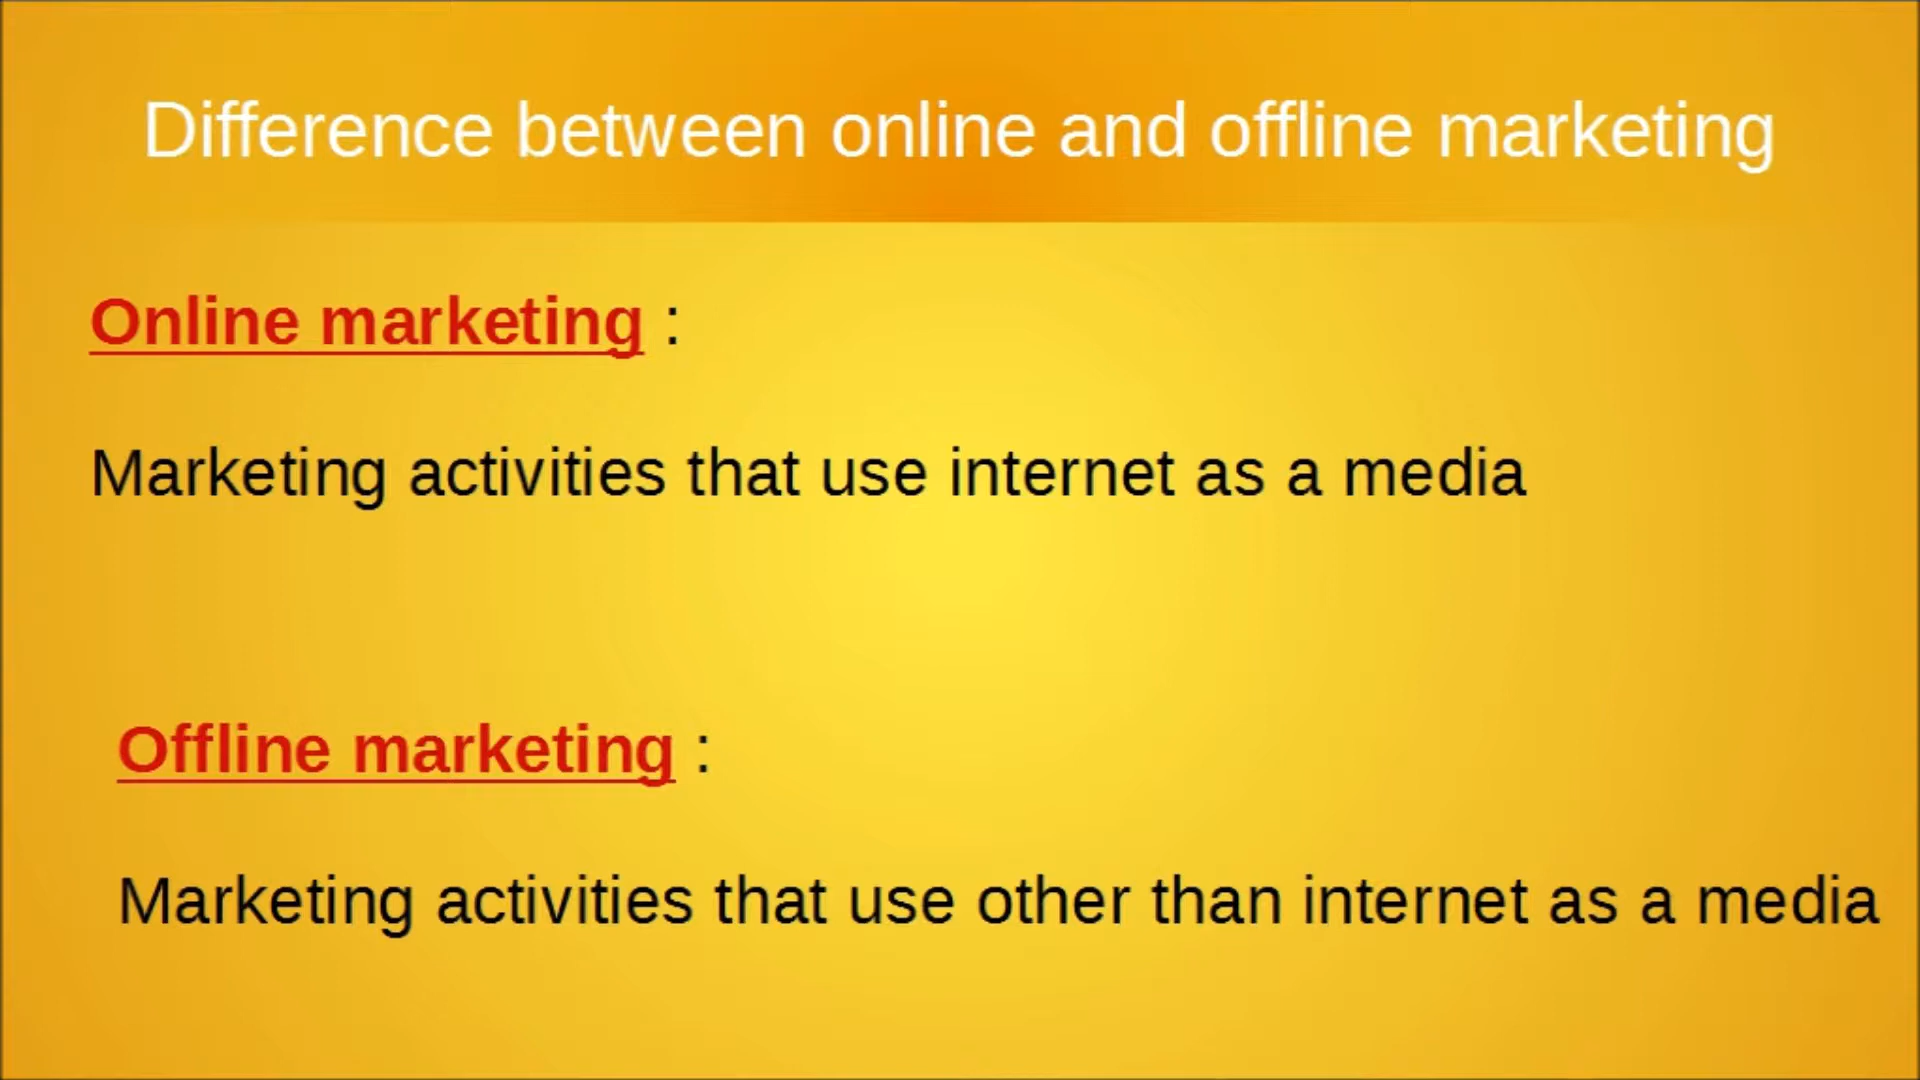 Difference between online and offline marketing
Online marketing :
Marketing activities that use internet as a media
Offline marketing :
Marketing activities that use other than internet as a media